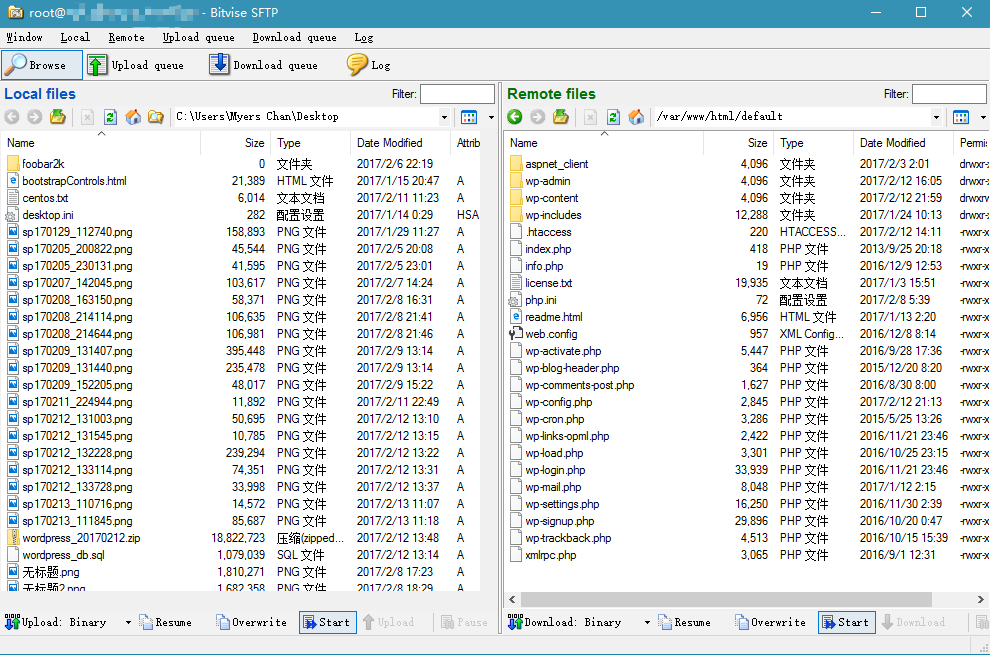 root@ - Bitvise SFTP
Window Local Remote Upload queue Download queue Log
Browse Upload queue Download queue Log
Local files Filter:
C:\Users\Myers Chan\Desktop
Name Size Type Date Modified Attrib
foobar2k 0 文件夹 2017/2/6 22:19
bootstrapControls.html 21,389 HTML 文件 2017/1/15 20:47 A
centos.txt 6,014 文本文档 2017/2/11 11:23 A
desktop.ini 282 配置设置 2017/1/14 0:29 HSA
sp170129_112740.png 158,893 PNG 文件 2017/1/29 11:27 A
sp170205_200822.png 45,544 PNG 文件 2017/2/5 20:08 A
sp170205_230131.png 41,595 PNG 文件 2017/2/5 23:01 A
sp170207_142045.png 103,617 PNG 文件 2017/2/7 14:24 A
sp170208_163150.png 58,371 PNG 文件 2017/2/8 16:31 A
sp170208_214114.png 106,635 PNG 文件 2017/2/8 21:41 A
sp170208_214644.png 106,981 PNG 文件 2017/2/8 21:46 A
sp170209_131407.png 395,448 PNG 文件 2017/2/9 13:14 A
sp170209_131440.png 235,478 PNG 文件 2017/2/9 13:14 A
sp170209_152205.png 48,017 PNG 文件 2017/2/9 15:22 A
sp170211_224944.png 11,892 PNG 文件 2017/2/11 22:49 A
sp170212_131003.png 50,695 PNG 文件 2017/2/12 13:10 A
sp170212_131545.png 10,785 PNG 文件 2017/2/12 13:15 A
sp170212_132228.png 239,294 PNG 文件 2017/2/12 13:22 A
sp170212_133114.png 74,351 PNG 文件 2017/2/12 13:31 A
sp170212_133728.png 33,998 PNG 文件 2017/2/12 13:37 A
sp170213_110716.png 14,572 PNG 文件 2017/2/13 11:07 A
sp170213_111845.png 85,687 PNG 文件 2017/2/13 11:18 A
wordpress_20170212.zip 18,822,723 压缩(zipped... 2017/2/12 13:48 A
wordpress_db.sql 1,079,039 SQL 文件 2017/2/12 13:14 A
无标题.png 1,810,271 PNG 文件 2017/2/8 17:23 A
无标题2.png 1,682,358 PNG 文件 2017/2/8 18:29 A
Upload: Binary Resume Overwrite Start Upload Pause
Remote files Filter:
/var/www/html/default
Name Size Type Date Modified Permi
aspnet_client 4,096 文件夹 2017/2/3 2:01 drwxr-
wp-admin 4,096 文件夹 2017/2/12 16:05 drwxr-
wp-content 4,096 文件夹 2017/2/12 21:59 drwxrw
wp-includes 12,288 文件夹 2017/1/24 10:13 drwxr-
.htaccess 220 HTACCESS... 2017/2/12 14:11 -rwxr-x
index.php 418 PHP 文件 2013/9/25 20:18 -rwxr-x
info.php 19 PHP 文件 2016/12/9 12:53 -rwxr-x
license.txt 19,935 文本文档 2017/1/3 15:51 -rwxr-x
php.ini 72 配置设置 2017/2/8 5:39 -rwxr-x
readme.html 6,956 HTML 文件 2017/1/13 2:20 -rwxr-x
web.config 957 XML Config... 2016/12/8 8:14 -rwxr-x
wp-activate.php 5,447 PHP 文件 2016/9/28 17:36 -rwxr-x
wp-blog-header.php 364 PHP 文件 2015/12/20 8:20 -rwxr-x
wp-comments-post.php 1,627 PHP 文件 2016/8/30 8:00 -rwxr-x
wp-config.php 2,845 PHP 文件 2017/2/12 21:13 -rwxr-x
wp-cron.php 3,286 PHP 文件 2015/5/25 13:26 -rwxr-x
wp-links-opml.php 2,422 PHP 文件 2016/11/21 23:46 -rwxr-x
wp-load.php 3,301 PHP 文件 2016/10/25 23:15 -rwxr-x
wp-login.php 33,939 PHP 文件 2016/11/21 23:46 -rwxr-x
wp-mail.php 8,048 PHP 文件 2017/1/12 2:15 -rwxr-x
wp-settings.php 16,250 PHP 文件 2016/11/30 2:39 -rwxr-x
wp-signup.php 29,896 PHP 文件 2016/10/20 0:47 -rwxr-x
wp-trackback.php 4,513 PHP 文件 2016/10/15 15:39 -rwxr-x
xmlrpc.php 3,065 PHP 文件 2016/9/1 12:31 -rwxr-x
Download: Binary Resume Overwrite Start Download